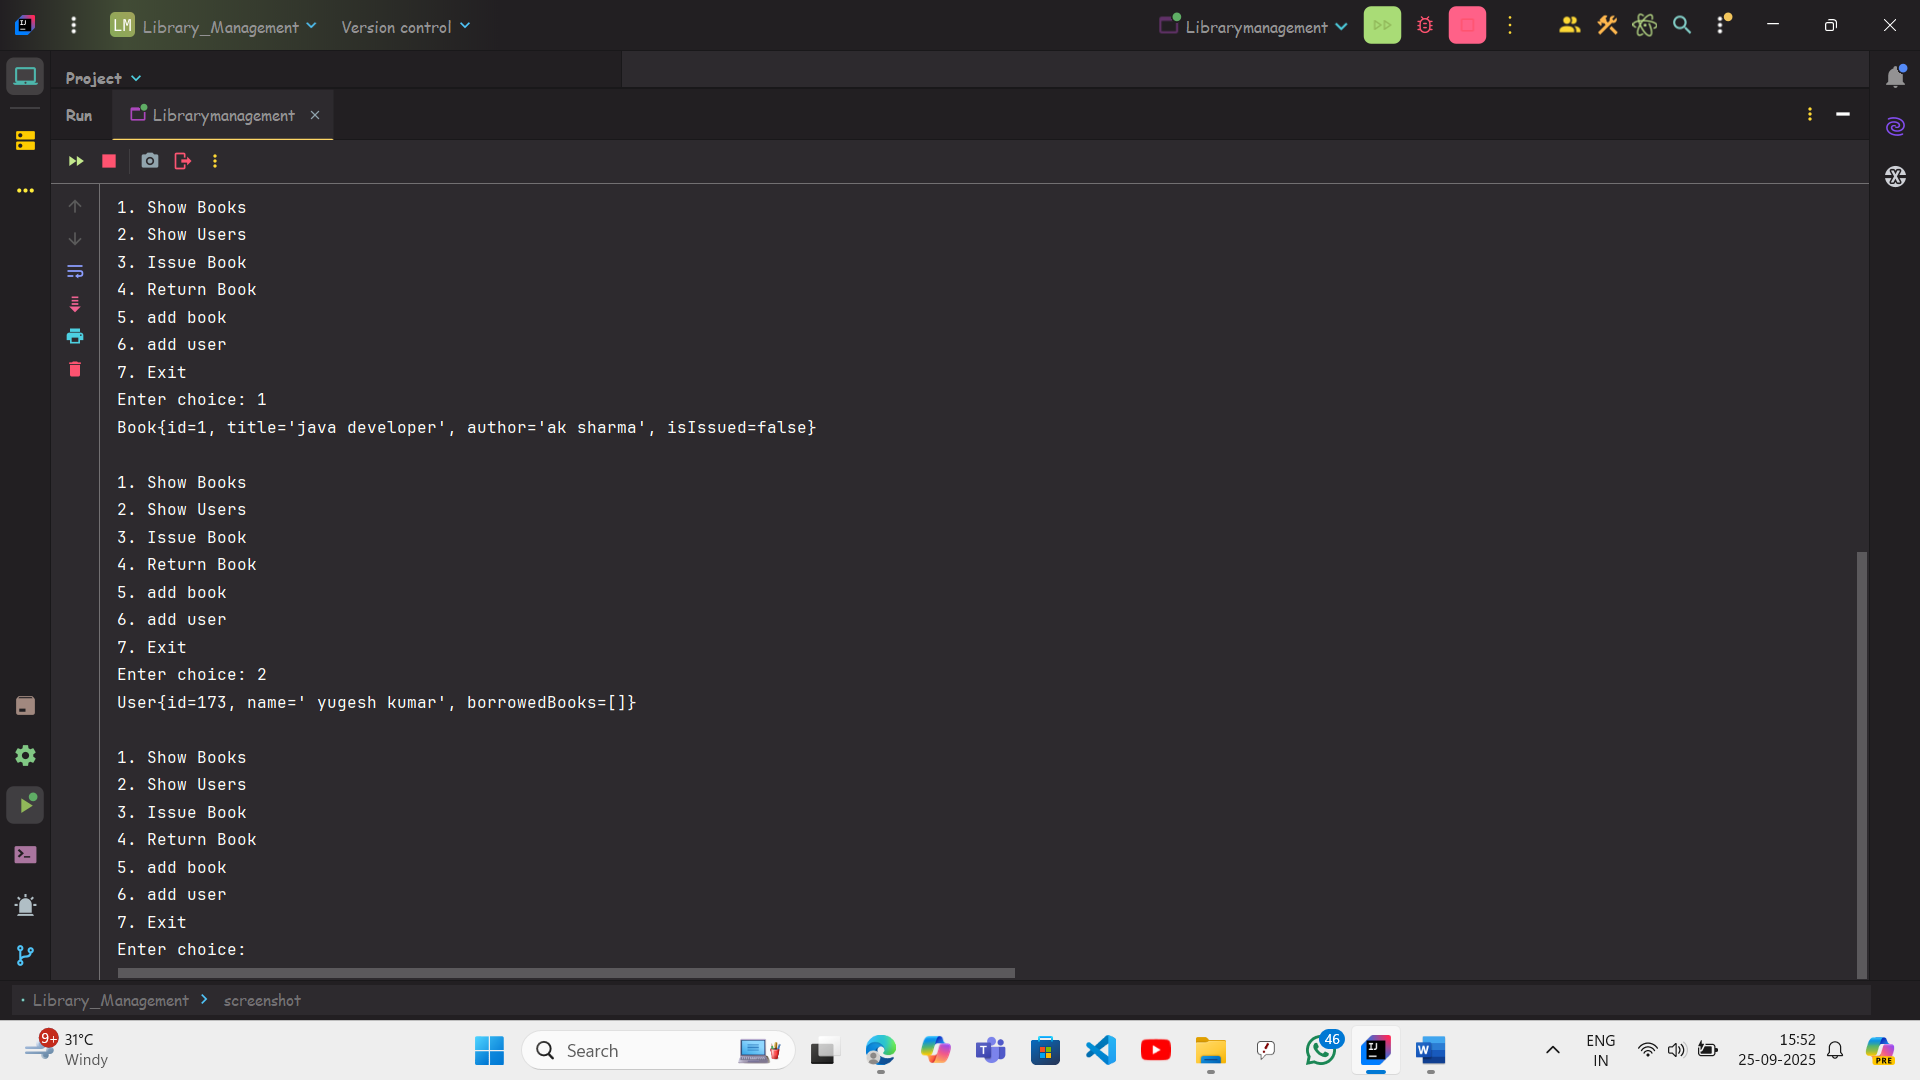 LM Library_Management Version control Librarymanagement
Project
Run Librarymanagement
1. Show Books
2. Show Users
3. Issue Book
4. Return Book
5. add book
6. add user
7. Exit
Enter choice: 1
Book{id=1, title='java developer', author='ak sharma', isIssued=false}
1. Show Books
2. Show Users
3. Issue Book
4. Return Book
5. add book
6. add user
7. Exit
Enter choice: 2
User{id=173, name=' yugesh kumar', borrowedBooks=[]}
1. Show Books
2. Show Users
3. Issue Book
4. Return Book
5. add book
6. add user
7. Exit
Enter choice:
Library_Management > screenshot
9+ 31°C Search 46 ENG 15:52
Windy IN 25-09-2025 PRE